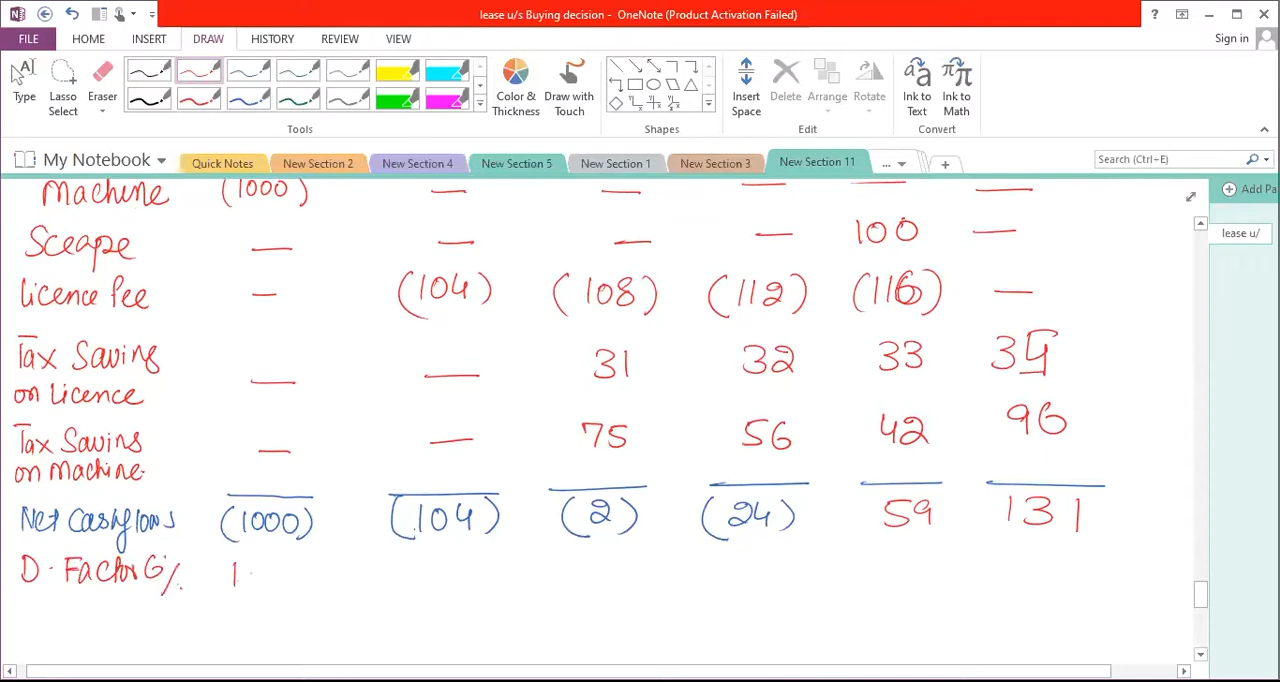 lease u/s Buying decision - OneNote (Product Activation Failed)
FILE HOME INSERT DRAW HISTORY REVIEW VIEW Sign in
Type Lasso Select Eraser Color & Thickness Draw with Touch Insert Space Delete Arrange Rotate Ink to Text Ink to Math
Tools Shapes Edit Convert
My Notebook Quick Notes New Section 2 New Section 4 New Section 5 New Section 1 New Section 3 New Section 11 ... Search (Ctrl+E)
Add Pa
lease u/
Machine (1000) — — — — —
Scrape — — — — 100 —
Licence fee - (104) (108) (112) (116) —
Tax Saving on Licence — — 31 32 33 34
Tax Saving on Machine — — 75 56 42 96
Net Cashflows (1000) (104) (2) (24) 59 131
D. Factor 6% 1